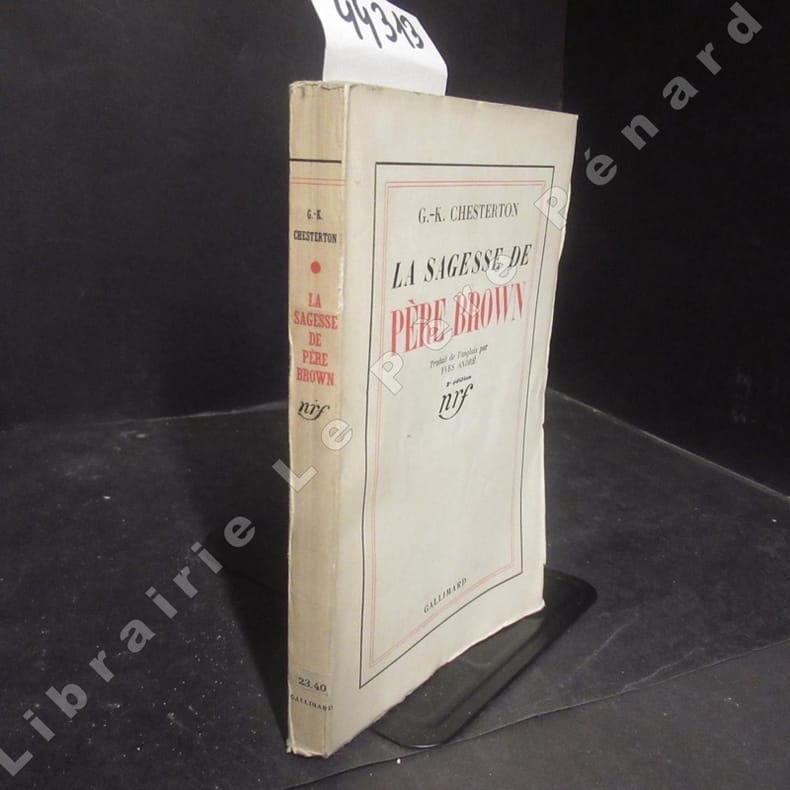 44313
G.-K.
CHESTERTON
LA
SAGESSE
DE
PÈRE
BROWN
nrf
23.40
GALLIMARD
G.-K. CHESTERTON
LA SAGESSE DE
PÈRE BROWN
Traduit de l'anglais par
YVES ANDRÉ
nrf
GALLIMARD
Librairie Le Père Pénard